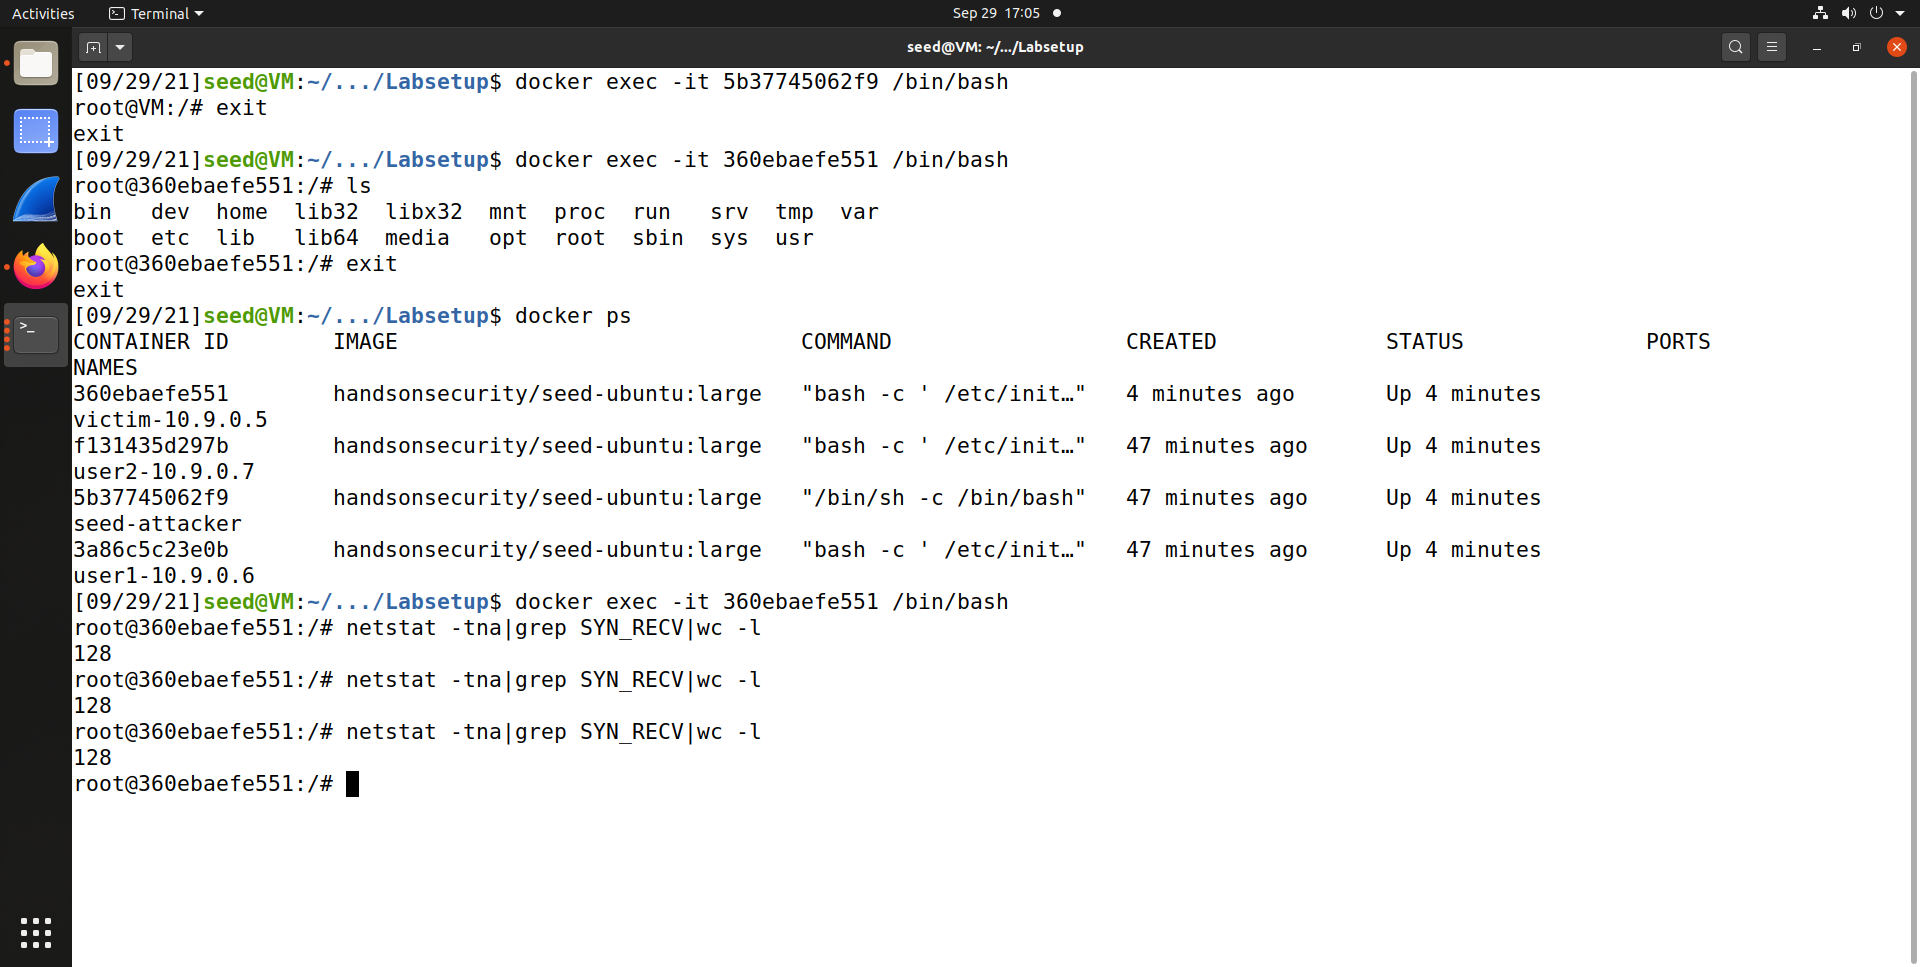 Activities Terminal Sep 29 17:05
seed@VM: ~/.../Labsetup
[09/29/21]seed@VM:~/.../Labsetup$ docker exec -it 5b37745062f9 /bin/bash
root@VM:/# exit
exit
[09/29/21]seed@VM:~/.../Labsetup$ docker exec -it 360ebaefe551 /bin/bash
root@360ebaefe551:/# ls
bin   dev  home  lib32  libx32  mnt  proc  run   srv  tmp  var
boot  etc  lib   lib64  media   opt  root  sbin  sys  usr
root@360ebaefe551:/# exit
exit
[09/29/21]seed@VM:~/.../Labsetup$ docker ps
CONTAINER ID        IMAGE                               COMMAND                  CREATED             STATUS              PORTS
NAMES
360ebaefe551        handsonsecurity/seed-ubuntu:large   "bash -c ' /etc/init…"   4 minutes ago       Up 4 minutes
victim-10.9.0.5
f131435d297b        handsonsecurity/seed-ubuntu:large   "bash -c ' /etc/init…"   47 minutes ago      Up 4 minutes
user2-10.9.0.7
5b37745062f9        handsonsecurity/seed-ubuntu:large   "/bin/sh -c /bin/bash"   47 minutes ago      Up 4 minutes
seed-attacker
3a86c5c23e0b        handsonsecurity/seed-ubuntu:large   "bash -c ' /etc/init…"   47 minutes ago      Up 4 minutes
user1-10.9.0.6
[09/29/21]seed@VM:~/.../Labsetup$ docker exec -it 360ebaefe551 /bin/bash
root@360ebaefe551:/# netstat -tna|grep SYN_RECV|wc -l
128
root@360ebaefe551:/# netstat -tna|grep SYN_RECV|wc -l
128
root@360ebaefe551:/# netstat -tna|grep SYN_RECV|wc -l
128
root@360ebaefe551:/#